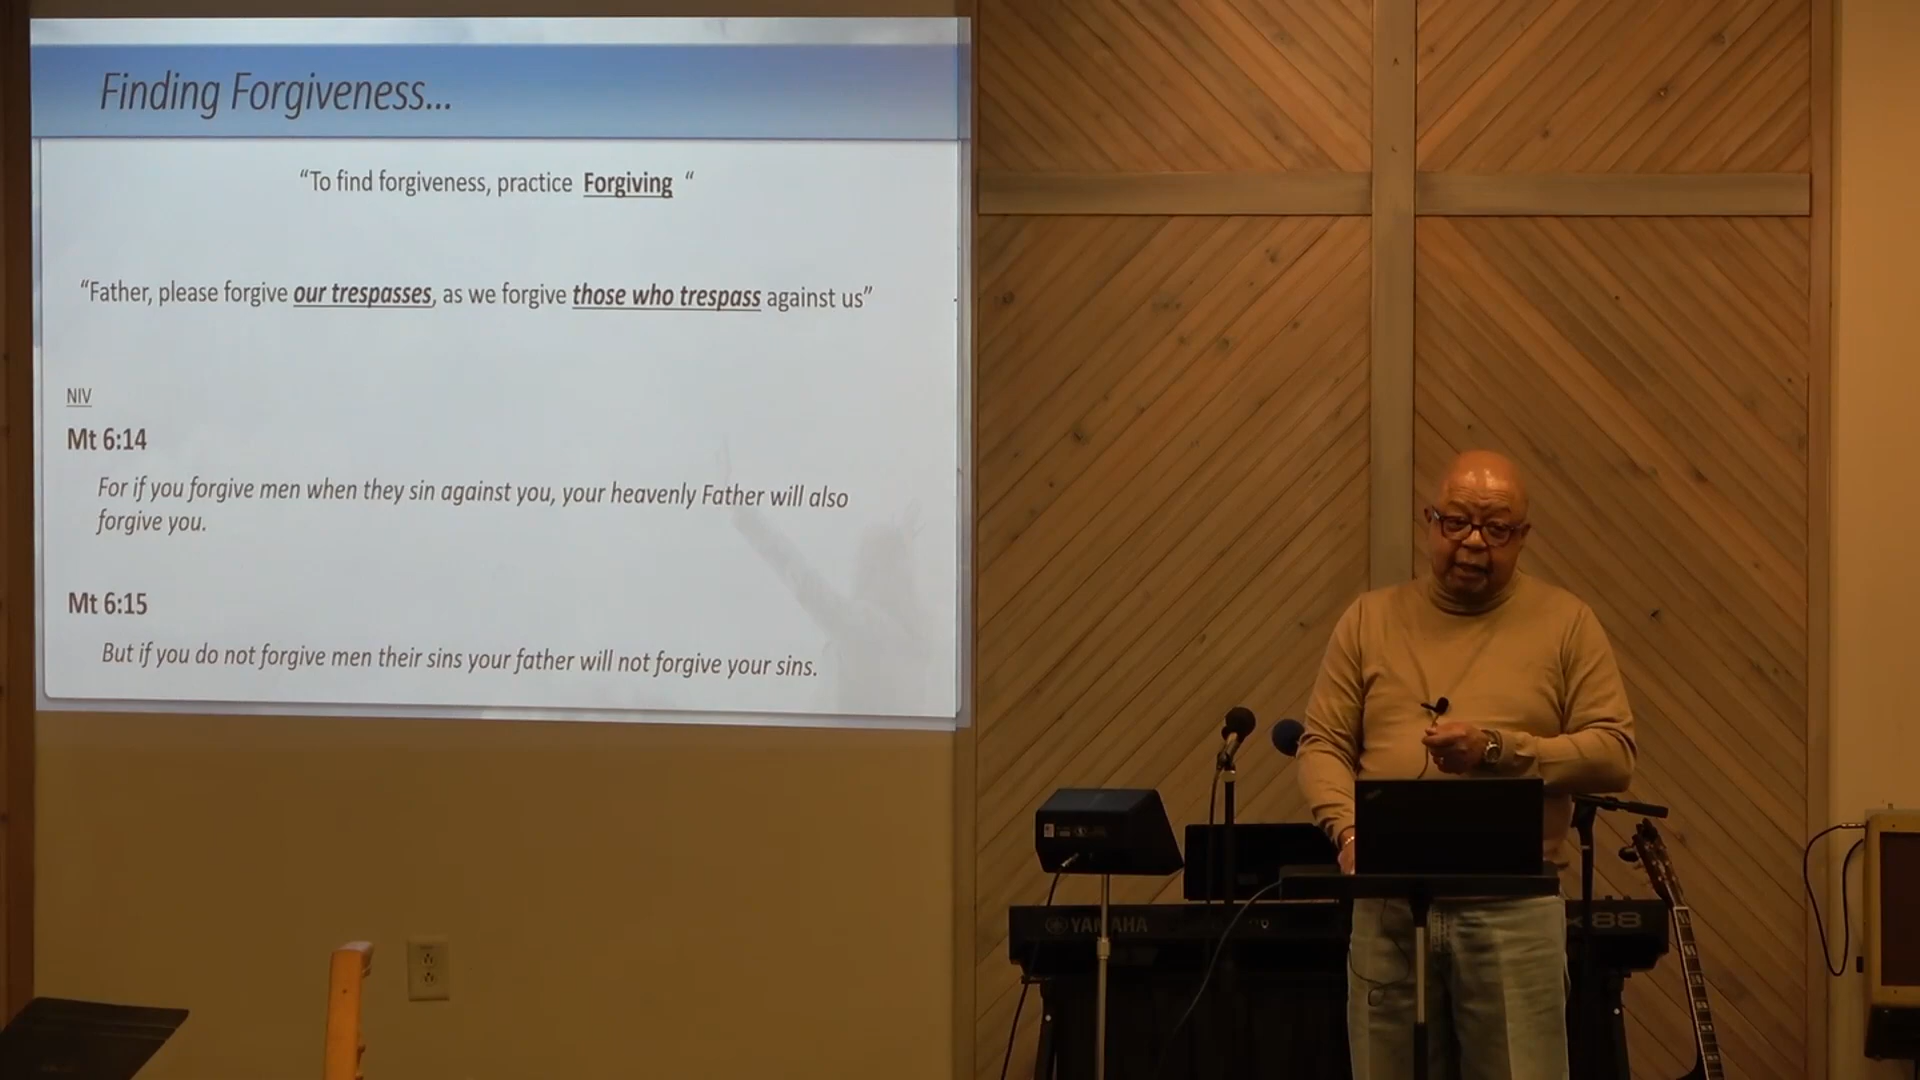 Finding Forgiveness...
“To find forgiveness, practice Forgiving “
“Father, please forgive our trespasses, as we forgive those who trespass against us”
NIV
Mt 6:14
For if you forgive men when they sin against you, your heavenly Father will also
forgive you.
Mt 6:15
But if you do not forgive men their sins your father will not forgive your sins.
YAMAHA
88